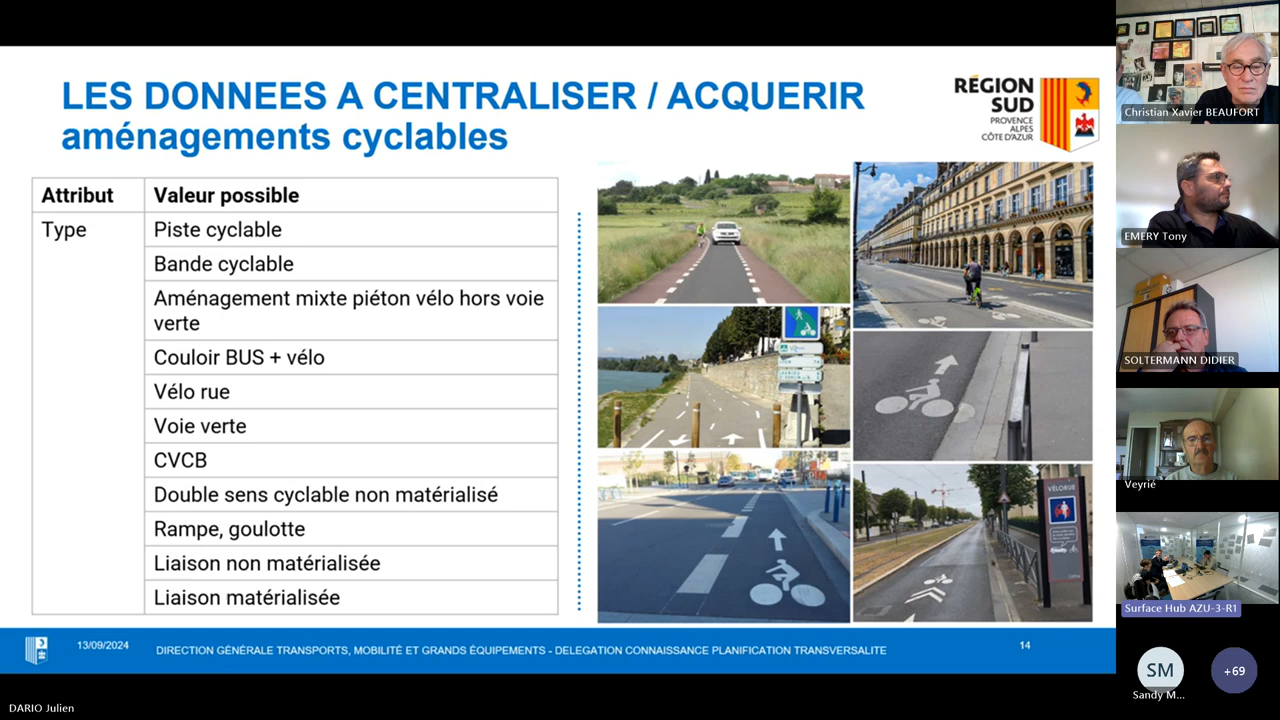 LES DONNEES A CENTRALISER / ACQUERIR
aménagements cyclables
RÉGION
SUD
PROVENCE
ALPES
CÔTE D'AZUR
Attribut Valeur possible
Type Piste cyclable
Bande cyclable
Aménagement mixte piéton vélo hors voie
verte
Couloir BUS + vélo
Vélo rue
Voie verte
CVCB
Double sens cyclable non matérialisé
Rampe, goulotte
Liaison non matérialisée
Liaison matérialisée
VÉLORUE
13/09/2024
DIRECTION GÉNÉRALE TRANSPORTS, MOBILITÉ ET GRANDS ÉQUIPEMENTS - DELEGATION CONNAISSANCE PLANIFICATION TRANSVERSALITE
14
DARIO Julien
Christian Xavier BEAUFORT
EMERY Tony
SOLTERMANN DIDIER
Veyrié
Surface Hub AZU-3-R1
SM
Sandy M...
+69